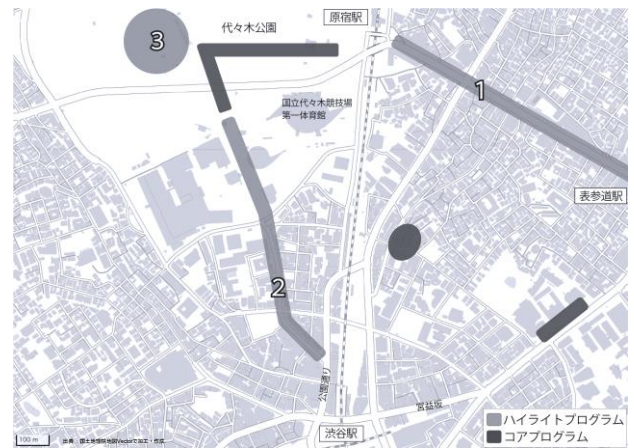 原宿駅
代々木公園
3
1
国立代々木競技場
第一体育館
表参道駅
2
公園通り
宮益坂
渋谷駅
ハイライトプログラム
コアプログラム
100 m
出典：国土地理院地図Vectorで加工・作成